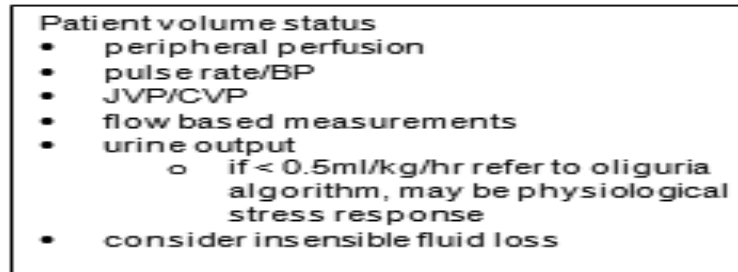 Patient volume status
• peripheral perfusion
• pulse rate/BP
• JVP/CVP
• flow based measurements
• urine output
o if < 0.5ml/kg/hr refer to oliguria
algorithm, may be physiological
stress response
• consider insensible fluid loss